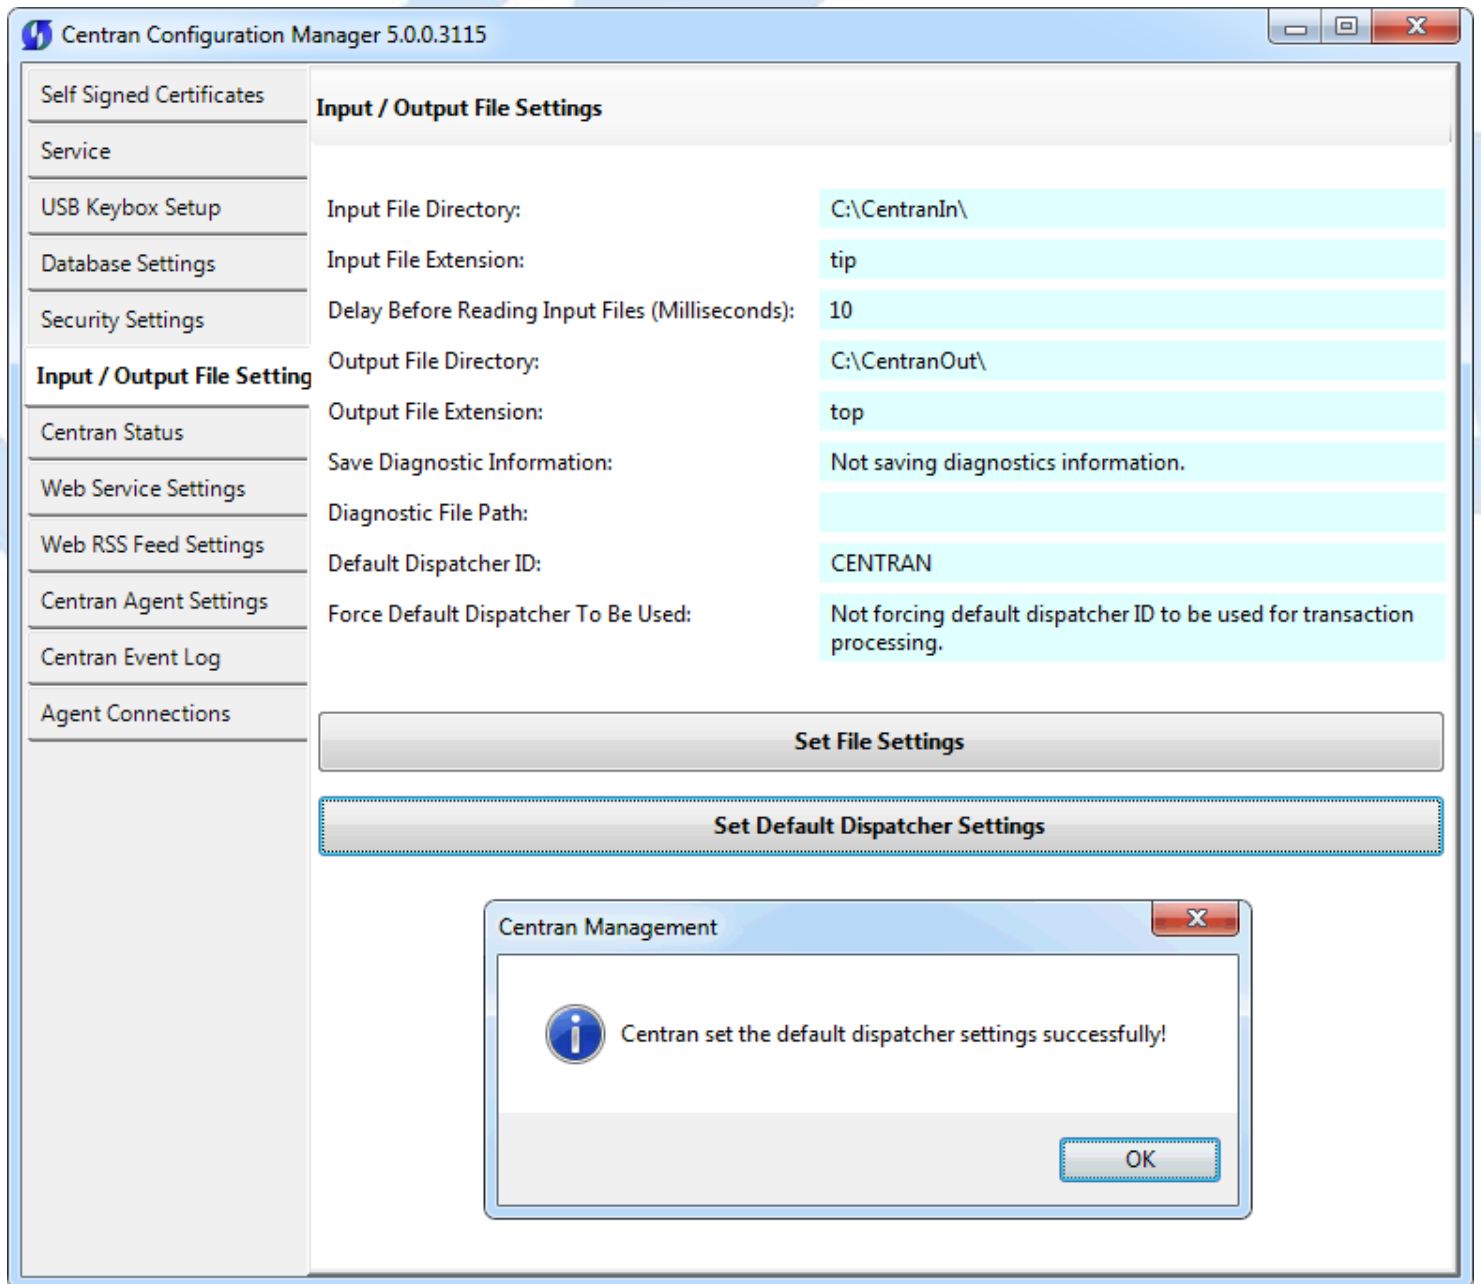 Centran Configuration Manager 5.0.0.3115
Self Signed Certificates
Service
USB Keybox Setup
Database Settings
Security Settings
Input / Output File Setting
Centran Status
Web Service Settings
Web RSS Feed Settings
Centran Agent Settings
Centran Event Log
Agent Connections
Input / Output File Settings
Input File Directory: C:\CentranIn\
Input File Extension: tip
Delay Before Reading Input Files (Milliseconds): 10
Output File Directory: C:\CentranOut\
Output File Extension: top
Save Diagnostic Information: Not saving diagnostics information.
Diagnostic File Path:
Default Dispatcher ID: CENTRAN
Force Default Dispatcher To Be Used: Not forcing default dispatcher ID to be used for transaction
processing.
Set File Settings
Set Default Dispatcher Settings
Centran Management
Centran set the default dispatcher settings successfully!
OK